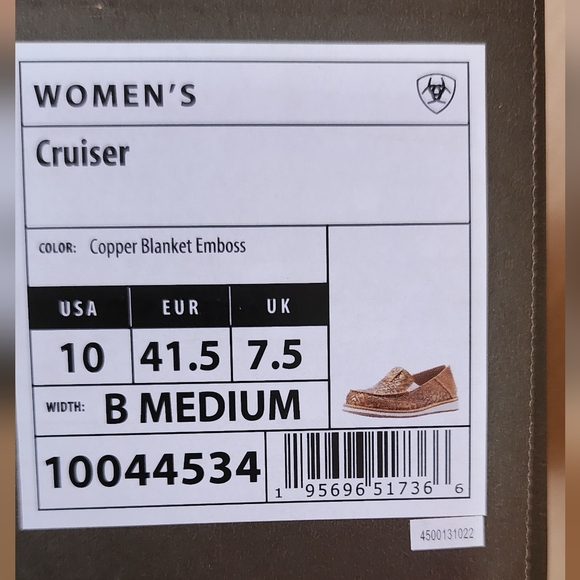 WOMEN'S
Cruiser
COLOR: Copper Blanket Emboss
USA EUR UK
10 41.5 7.5
WIDTH: B MEDIUM
10044534
1 95696 51736 6
4500131022